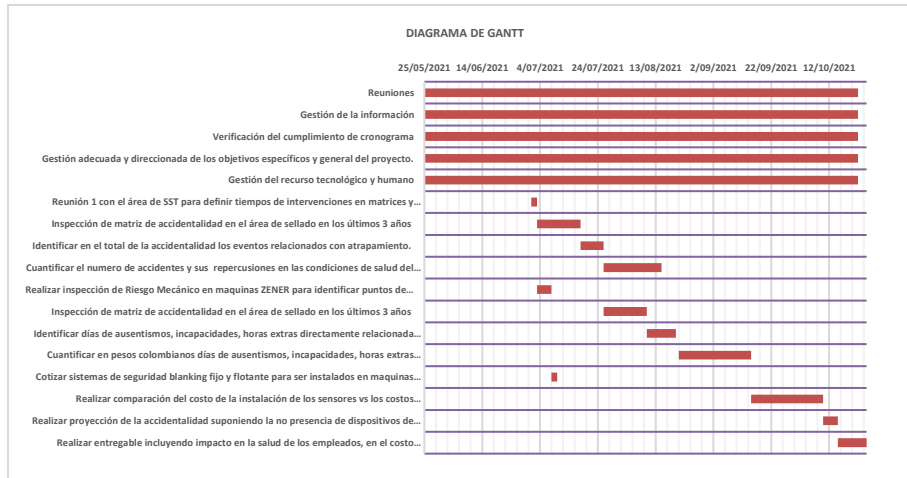 DIAGRAMA DE GANTT
25/05/2021 14/06/2021 4/07/2021 24/07/2021 13/08/2021 2/09/2021 22/09/2021 12/10/2021
Reuniones
Gestión de la información
Verificación del cumplimiento de cronograma
Gestión adecuada y direccionada de los objetivos específicos y general del proyecto.
Gestión del recurso tecnológico y humano
Reunión 1 con el área de SST para definir tiempos de intervenciones en matrices y…
Inspección de matriz de accidentalidad en el área de sellado en los últimos 3 años
Identificar en el total de la accidentalidad los eventos relacionados con atrapamiento.
Cuantificar el numero de accidentes y sus repercusiones en las condiciones de salud del…
Realizar inspección de Riesgo Mecánico en maquinas ZENER para identificar puntos de…
Inspección de matriz de accidentalidad en el área de sellado en los últimos 3 años
Identificar días de ausentismos, incapacidades, horas extras directamente relacionada…
Cuantificar en pesos colombianos días de ausentismos, incapacidades, horas extras…
Cotizar sistemas de seguridad blanking fijo y flotante para ser instalados en maquinas…
Realizar comparación del costo de la instalación de los sensores vs los costos…
Realizar proyección de la accidentalidad suponiendo la no presencia de dispositivos de…
Realizar entregable incluyendo impacto en la salud de los empleados, en el costo…